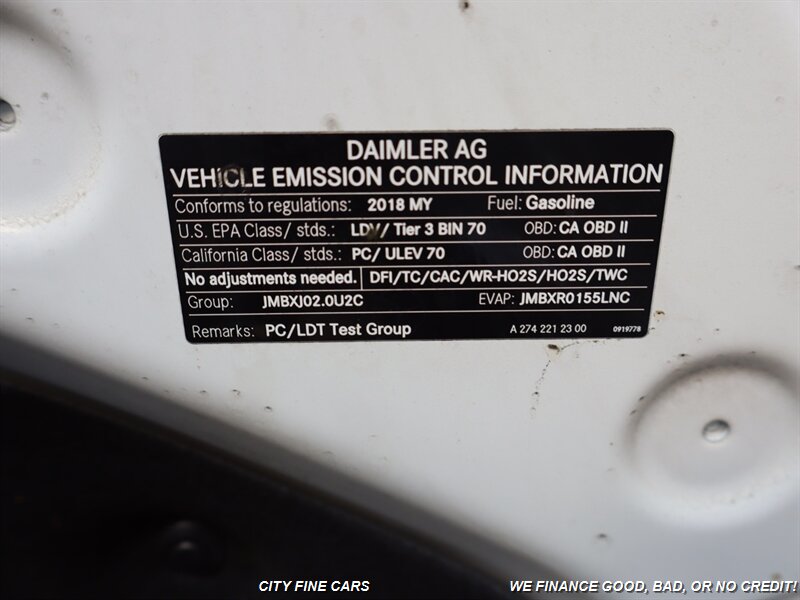 DAIMLER AG
VEHICLE EMISSION CONTROL INFORMATION
Conforms to regulations: 2018 MY Fuel: Gasoline
U.S. EPA Class/ stds.: LDV/ Tier 3 BIN 70 OBD: CA OBD II
California Class/ stds.: PC/ ULEV 70 OBD: CA OBD II
No adjustments needed. DFI/TC/CAC/WR-HO2S/HO2S/TWC
Group: JMBXJ02.0U2C EVAP: JMBXR0155LNC
Remarks: PC/LDT Test Group A 274 221 23 00 0919778
CITY FINE CARS WE FINANCE GOOD, BAD, OR NO CREDIT!